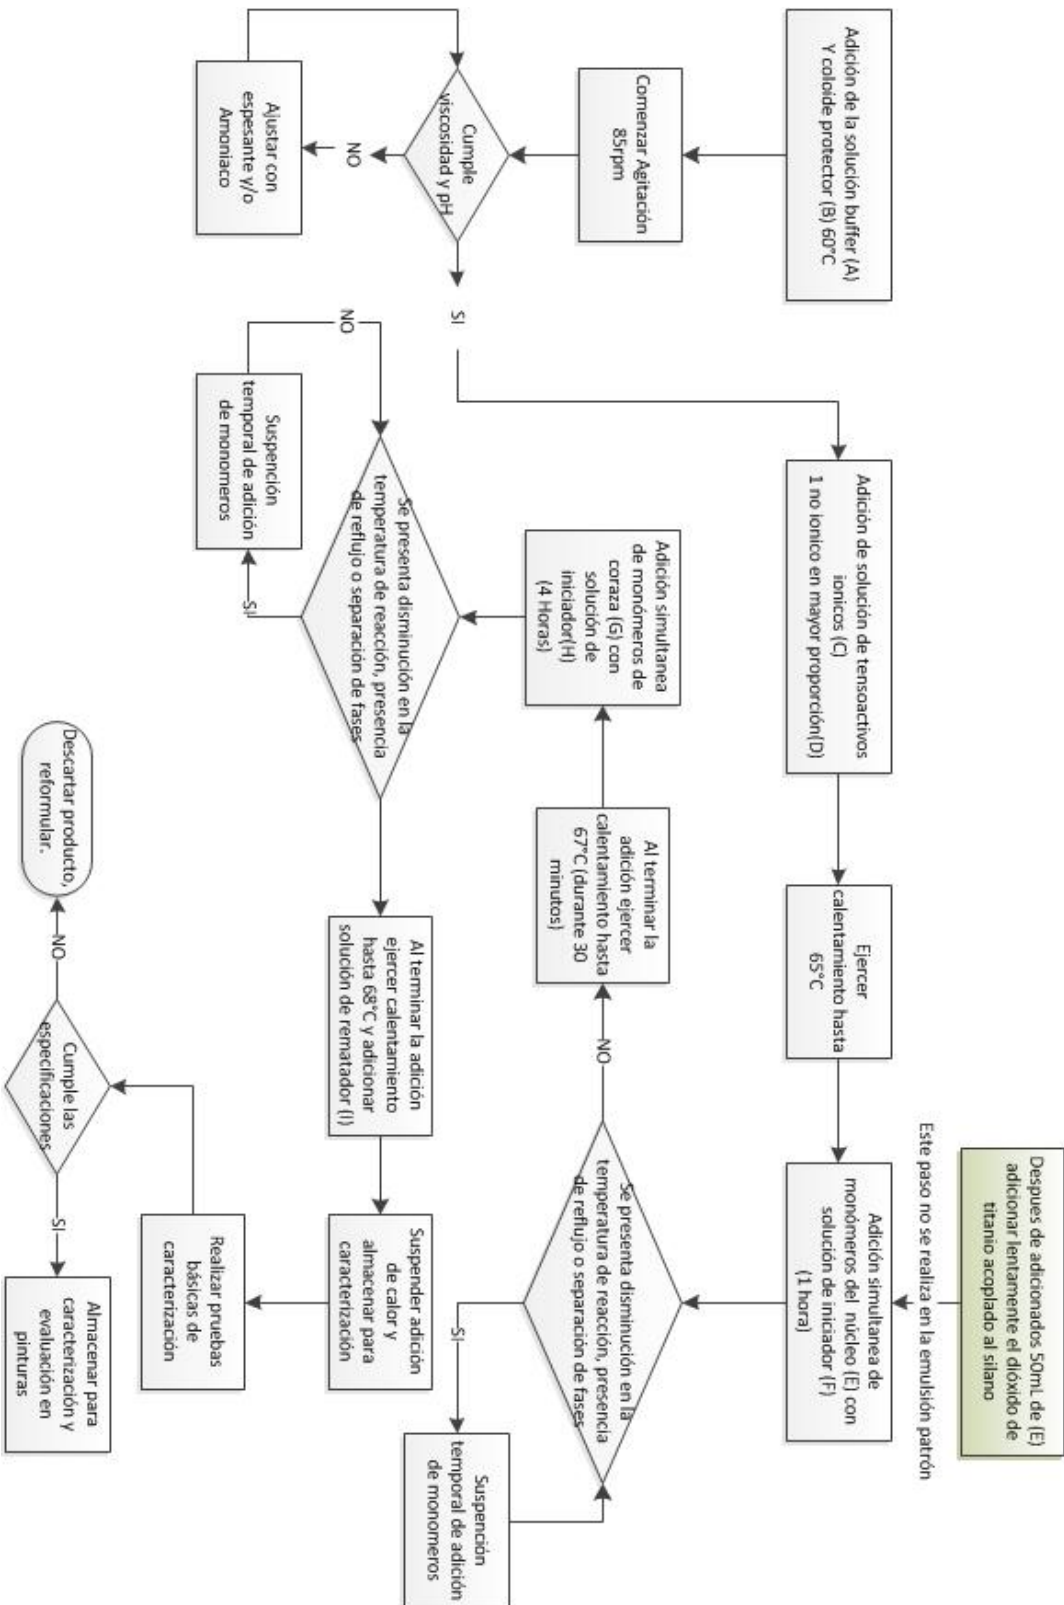 Adición de la solución buffer (A)
Y coloide protector (B) 60°C
Comenzar Agitación
85rpm
Cumple
viscosidad y pH
NO
Ajustar con
espesante y/o
Amoniaco
SI
Adición de solución de tensoactivos
ionicos (C)
1 no ionico en mayor proporción(D)
Ejercer
calentamiento hasta
65°C
Despues de adicionados 50mL de (E)
adicionar lentamente el dióxido de
titanio acoplado al silano
Este paso no se realiza en la emulsión patrón
Adición simultanea de
monómeros del núcleo (E) con
solución de iniciador (F)
(1 hora)
Se presenta disminución en la
temperatura de reacción, presencia
de reflujo o separación de fases
SI
Suspención
temporal de adición
de monomeros
NO
Al terminar la
adición ejercer
calentamiento hasta
67°C (durante 30
minutos)
Adición simultanea
de monómeros de
coraza (G) con
solución de
iniciador(H)
(4 Horas)
Se presenta disminución en la
temperatura de reacción, presencia
de reflujo o separación de fases
SI
Suspención
temporal de adición
de monomeros
NO
Al terminar la adición
ejercer calentamiento
hasta 68°C y adicionar
solución de rematador (I)
Suspender adición
de calor y
almacenar para
caracterización
Realizar pruebas
básicas de
caracterización
Cumple las
especificaciones
NO
Descartar producto,
reformular.
SI
Almacenar para
caracterización y
evaluación en
pinturas